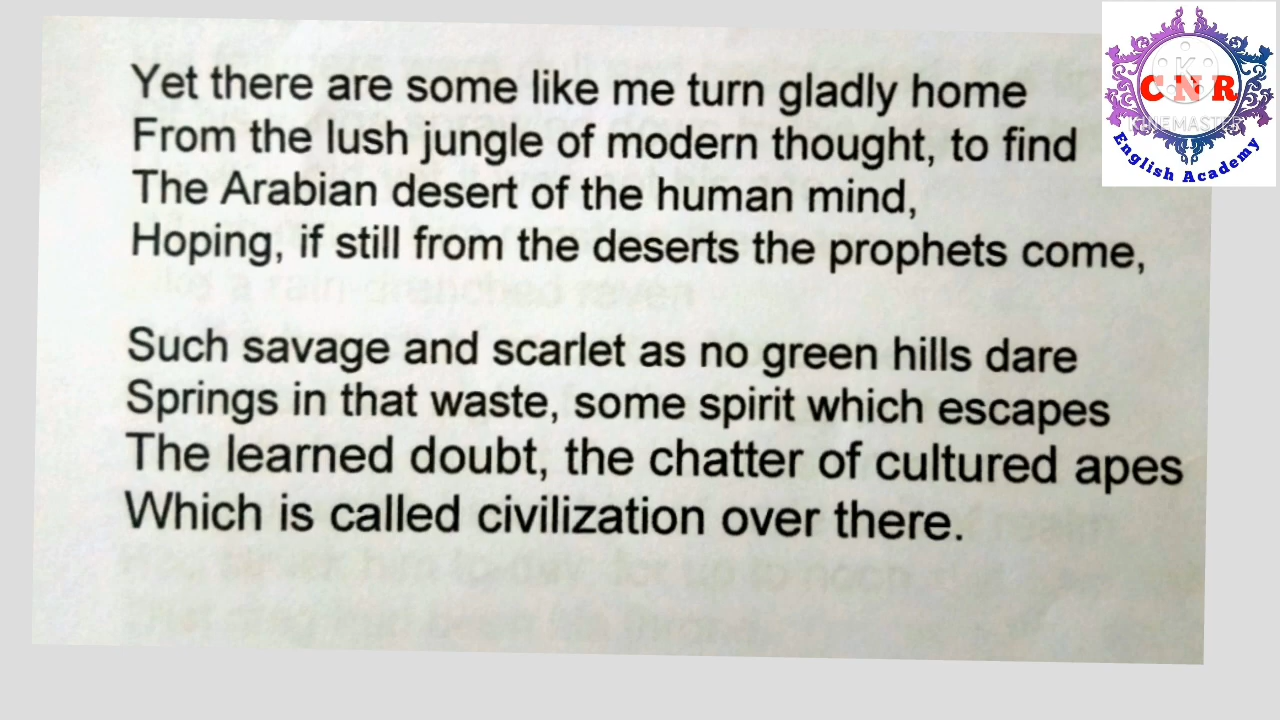 Yet there are some like me turn gladly home
From the lush jungle of modern thought, to find
The Arabian desert of the human mind,
Hoping, if still from the deserts the prophets come,
Such savage and scarlet as no green hills dare
Springs in that waste, some spirit which escapes
The learned doubt, the chatter of cultured apes
Which is called civilization over there.
K
CNR
KINEMASTER
English Academy